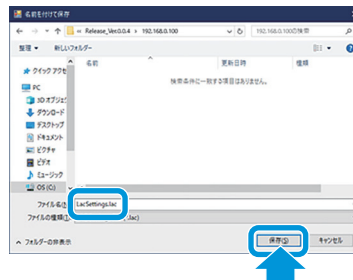 名前を付けて保存
« Release_Ver.0.0.4 » 192.168.0.100
192.168.0.100の検索
整理 ▾ 新しいフォルダー
クイック アクセ
PC
3D オブジェク
ダウンロード
デスクトップ
ドキュメント
ピクチャ
ビデオ
ミュージック
OS (C:)
名前 更新日時 種類
検索条件に一致する項目はありません。
ファイル名(N): LacSettings.lac
ファイルの種類(T): .lac)
フォルダーの非表示
保存(S) キャンセル